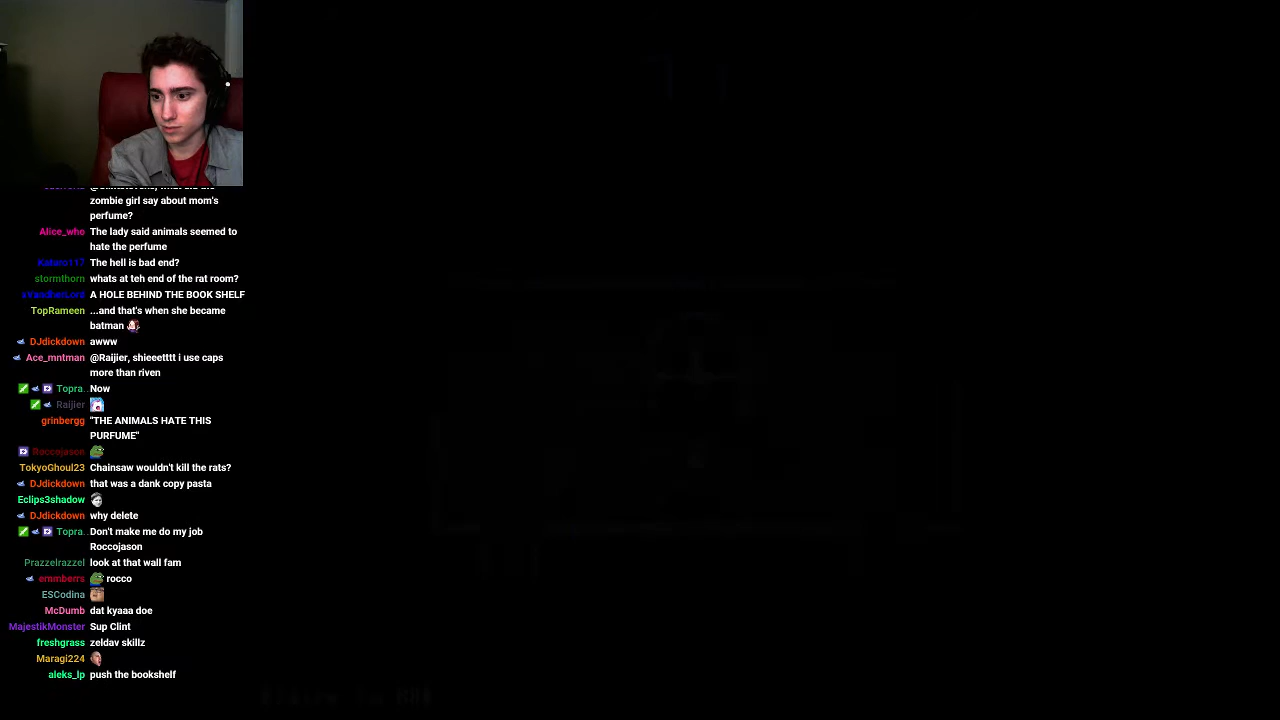 zombie girl say about mom's
perfume?
Alice_who The lady said animals seemed to
hate the perfume
The hell is bad end?
stormthorn whats at teh end of the rat room?
A HOLE BEHIND THE BOOK SHELF
TopRameen ...and that's when she became
batman
DJdickdown awww
Ace_mntman @Raijier, shieeetttt i use caps
more than riven
Topra.. Now
Raijier
grinbergg "THE ANIMALS HATE THIS
PURFUME"
Roccojason
TokyoGhoul23 Chainsaw wouldn't kill the rats?
DJdickdown that was a dank copy pasta
Eclips3shadow
DJdickdown why delete
Topra.. Don't make me do my job
Roccojason
Prazzelrazzel look at that wall fam
emmberrs rocco
ESCodina
McDumb dat kyaaa doe
MajestikMonster Sup Clint
freshgrass zeldav skillz
Maragi224
aleks_lp push the bookshelf